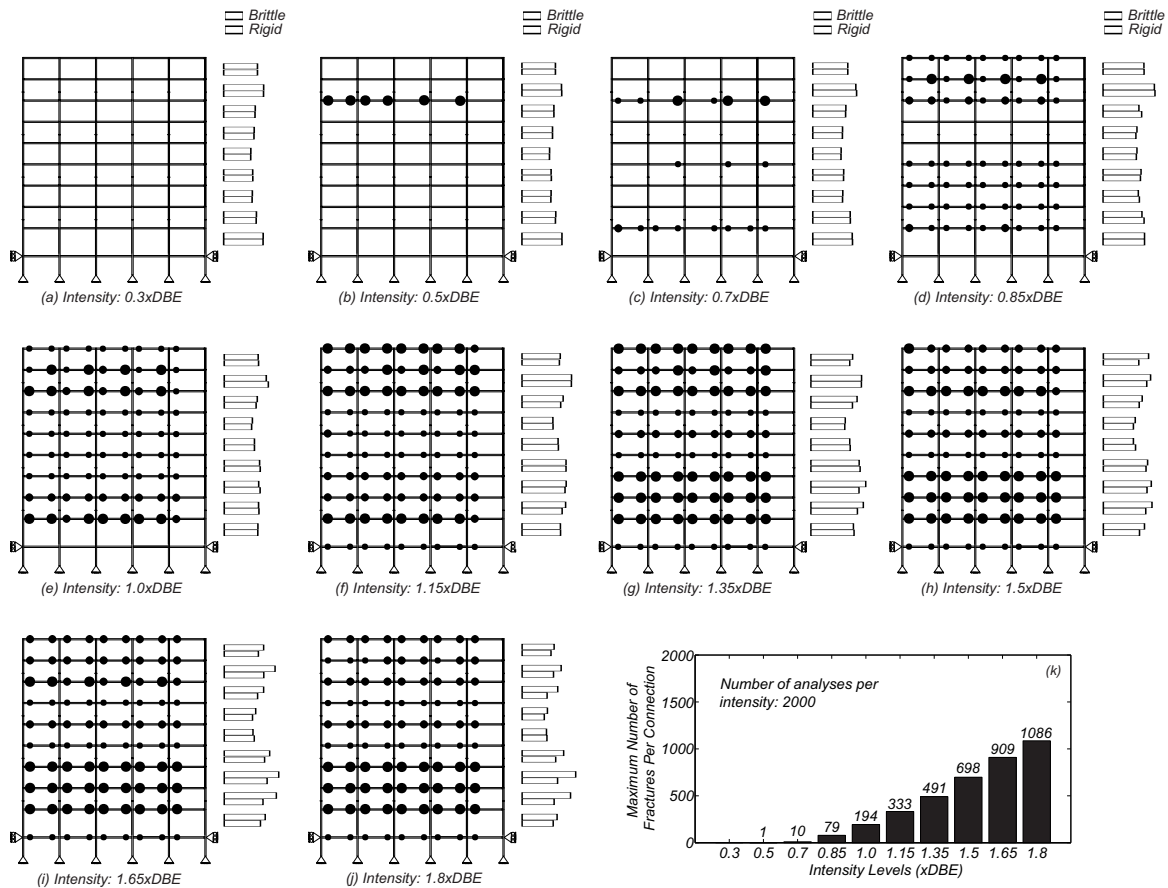 Brittle
Rigid
Brittle
Rigid
Brittle
Rigid
Brittle
Rigid
(a) Intensity: 0.3xDBE
(b) Intensity: 0.5xDBE
(c) Intensity: 0.7xDBE
(d) Intensity: 0.85xDBE
(e) Intensity: 1.0xDBE
(f) Intensity: 1.15xDBE
(g) Intensity: 1.35xDBE
(h) Intensity: 1.5xDBE
(i) Intensity: 1.65xDBE
(j) Intensity: 1.8xDBE
(k)
Number of analyses per
intensity: 2000
Maximum Number of
Fractures Per Connection
2000
1500
1000
500
0
1
10
79
194
333
491
698
909
1086
0.3 0.5 0.7 0.85 1.0 1.15 1.35 1.5 1.65 1.8
Intensity Levels (xDBE)